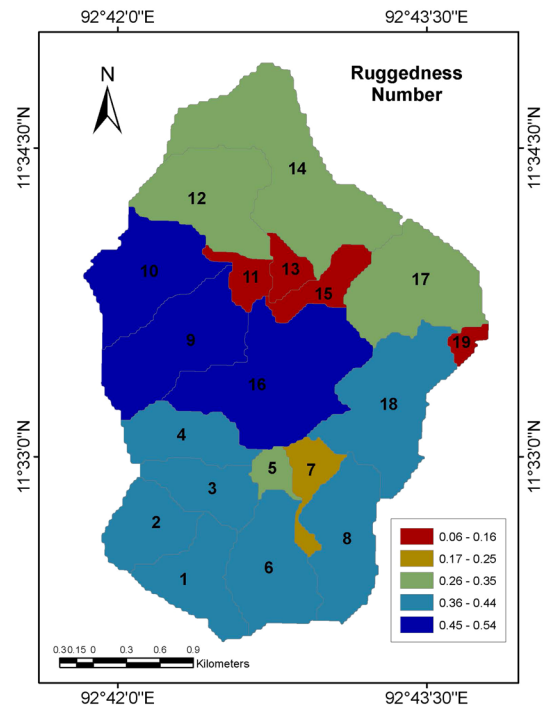 92°42'0"E 92°43'30"E
N
Ruggedness
Number
11°34'30"N 11°34'30"N
14
12
10
11
13
15
17
9
19
16
18
4
5
7
3
2
8
6
1
11°33'0"N 11°33'0"N
0.06 - 0.16
0.17 - 0.25
0.26 - 0.35
0.36 - 0.44
0.45 - 0.54
0.30.15 0 0.3 0.6 0.9
Kilometers
92°42'0"E 92°43'30"E